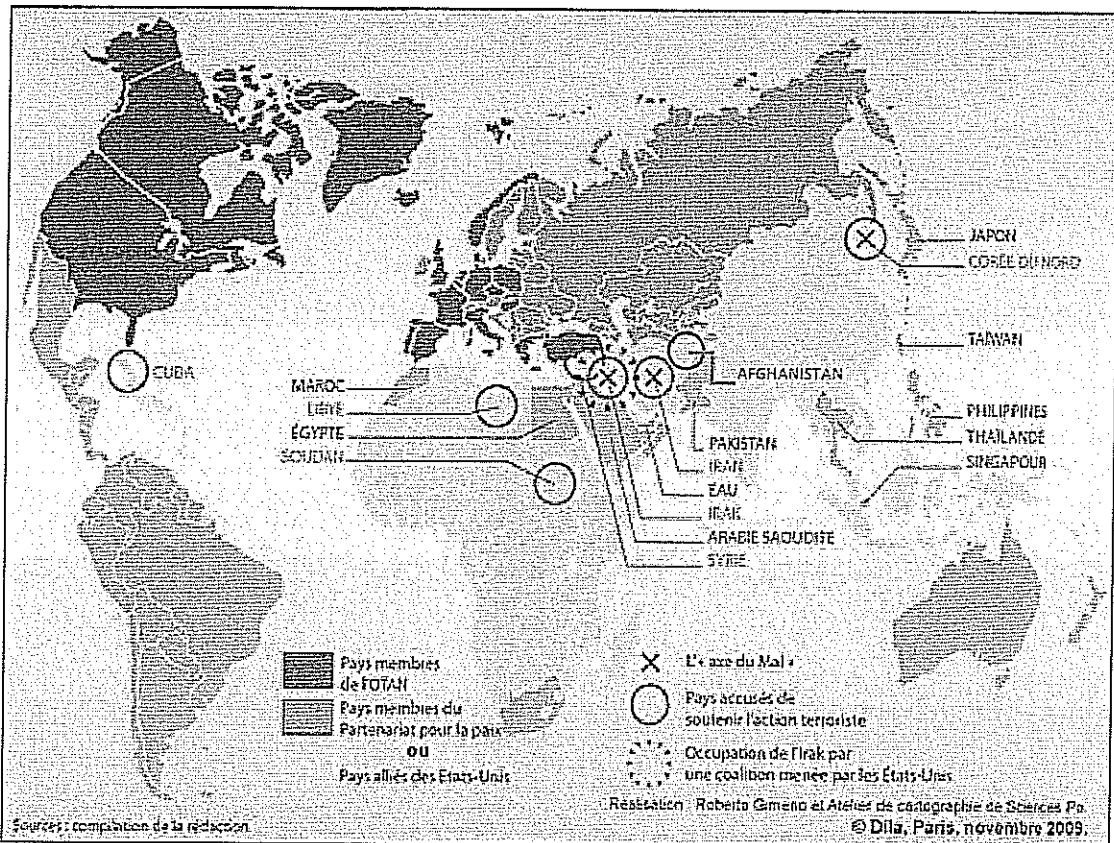 JAPON
CORÉE DU NORD
TAÏWAN
CUBA
AFGHANISTAN
MAROC
LIBYE
ÉGYPTE
SOUDAN
PHILIPPINES
THAÏLANDE
SINGAPOUR
PAKISTAN
IRAN
EAU
IRAK
ARABIE SAOUDITE
SYRIE
Pays membres
de l'OTAN
Pays membres du
Partenariat pour la paix
ou
Pays alliés des États-Unis
L'« axe du Mal »
Pays accusés de
soutenir l'action terroriste
Occupation de l'Irak par
une coalition menée par les États-Unis
Réalisation : Roberto Gimeno et Atelier de cartographie de Sciences Po.
Sources : compilation de la rédaction
© Dila, Paris, novembre 2009.